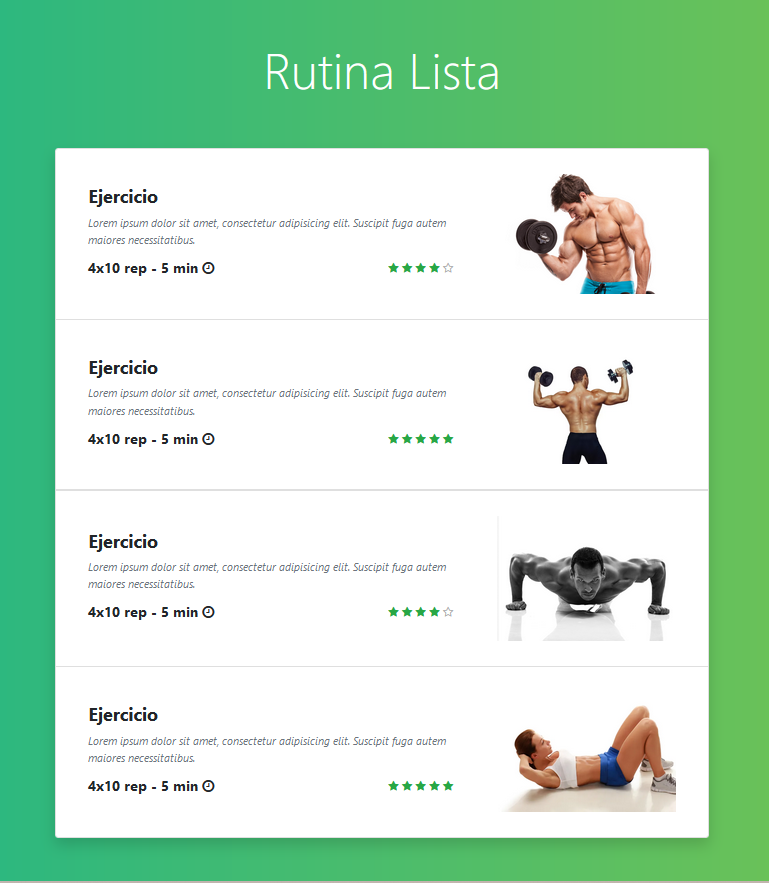 Rutina Lista
Ejercicio
Lorem ipsum dolor sit amet, consectetur adipisicing elit. Suscipit fuga autem
maiores necessitatibus.
4x10 rep - 5 min
Ejercicio
Lorem ipsum dolor sit amet, consectetur adipisicing elit. Suscipit fuga autem
maiores necessitatibus.
4x10 rep - 5 min
Ejercicio
Lorem ipsum dolor sit amet, consectetur adipisicing elit. Suscipit fuga autem
maiores necessitatibus.
4x10 rep - 5 min
Ejercicio
Lorem ipsum dolor sit amet, consectetur adipisicing elit. Suscipit fuga autem
maiores necessitatibus.
4x10 rep - 5 min